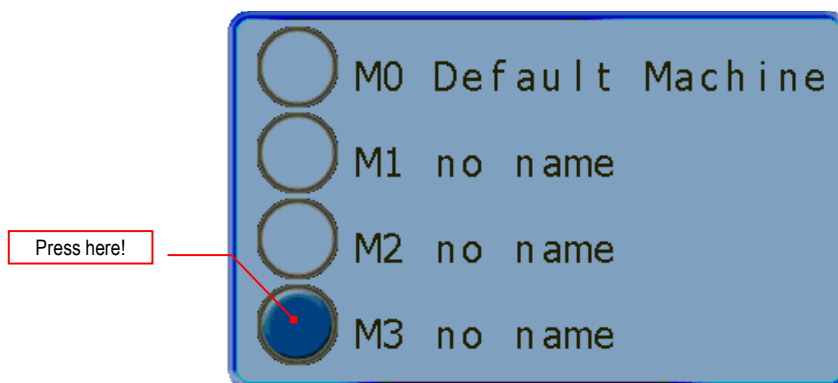 M0 Default Machine
M1 no name
M2 no name
Press here!
M3 no name